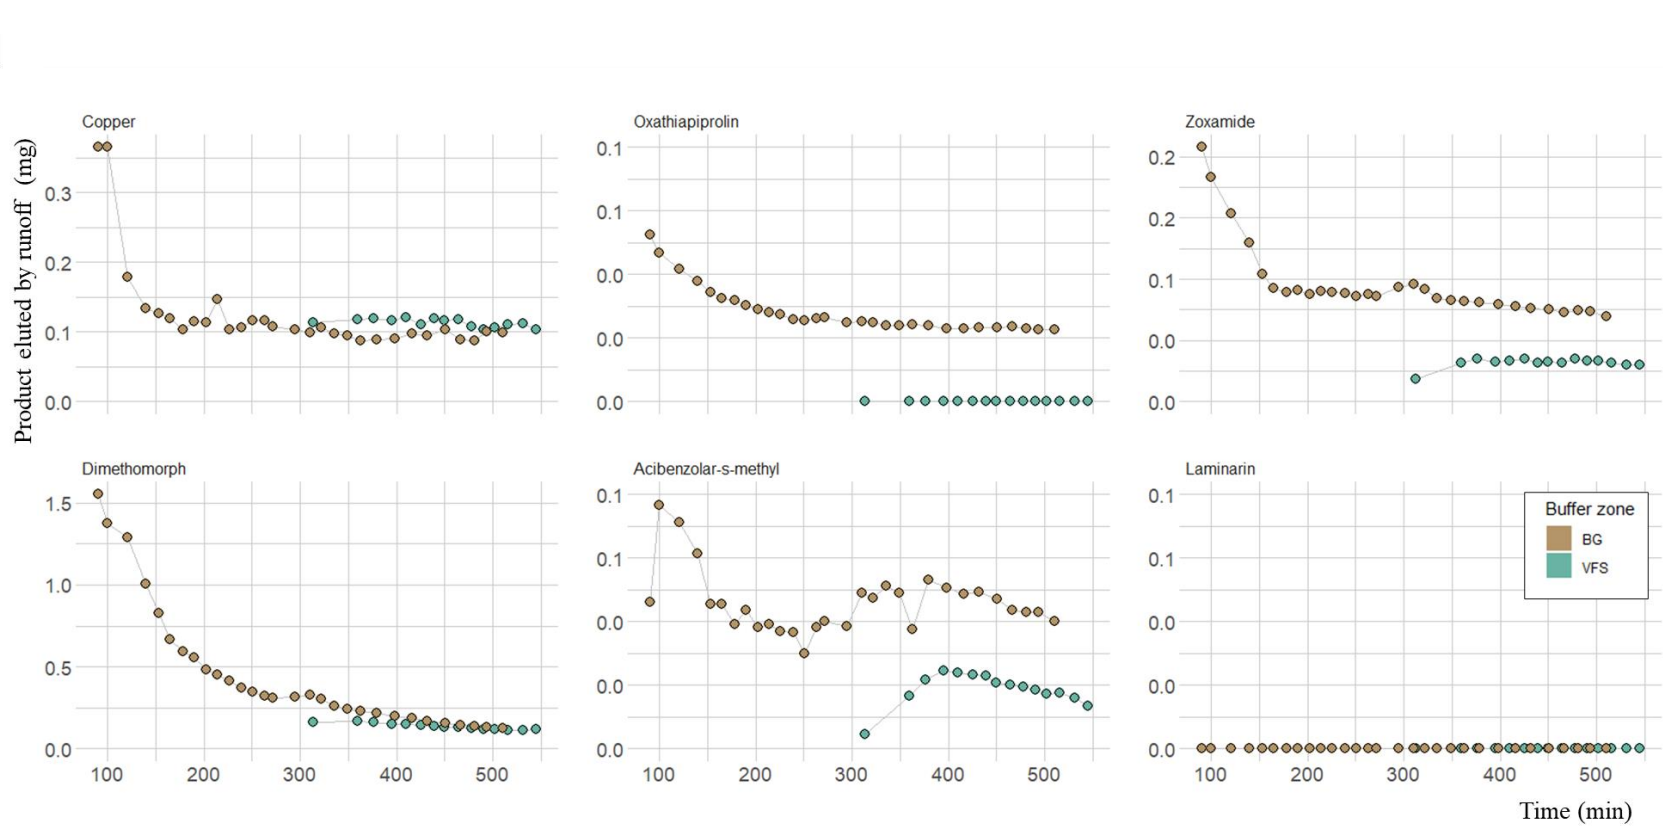 Copper
Oxathiapiprolin
Zoxamide
Product eluted by runoff (mg)
0.3
0.2
0.1
0.0
0.1
0.1
0.0
0.0
0.0
0.2
0.2
0.1
0.0
0.0
Dimethomorph
Acibenzolar-s-methyl
Laminarin
1.5
1.0
0.5
0.0
0.1
0.1
0.0
0.0
0.0
0.1
0.1
0.0
0.0
0.0
Buffer zone
BG
VFS
100 200 300 400 500
100 200 300 400 500
100 200 300 400 500
Time (min)